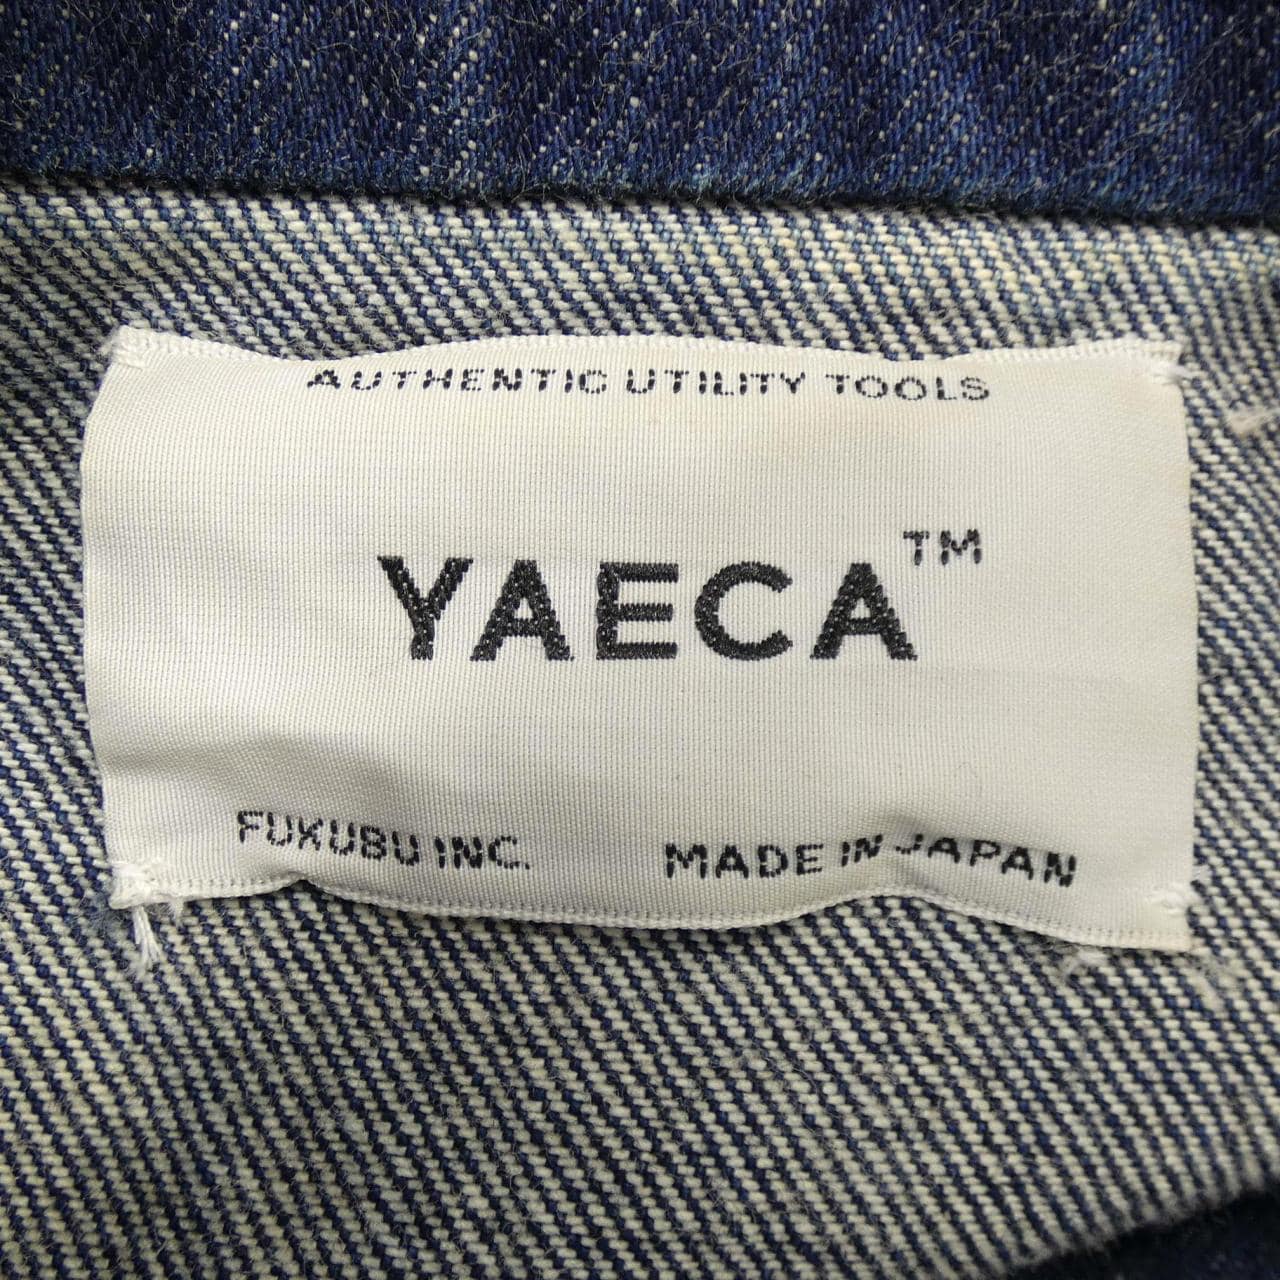 AUTHENTIC UTILITY TOOLS
YAECA™
FUKUBU INC. MADE IN JAPAN